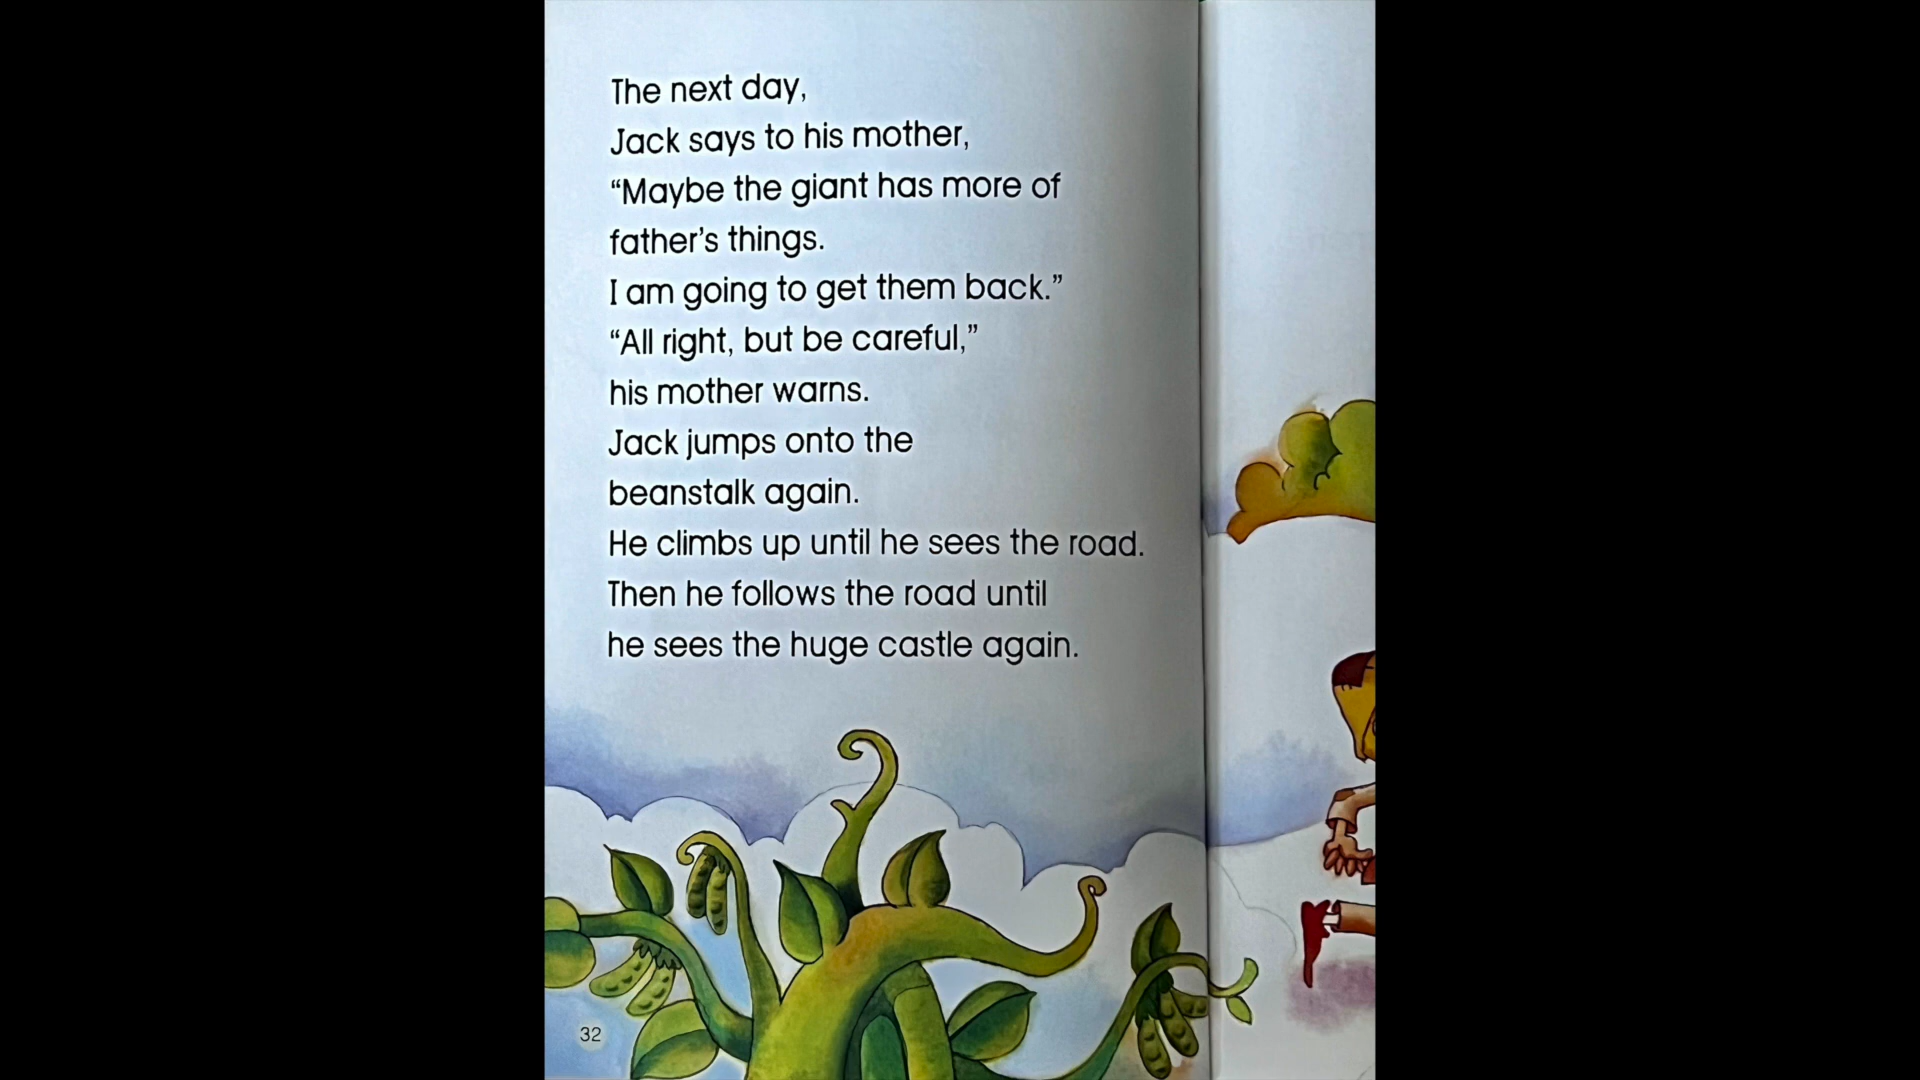 The next day,
Jack says to his mother,
“Maybe the giant has more of
father’s things.
I am going to get them back.”
“All right, but be careful,”
his mother warns.
Jack jumps onto the
beanstalk again.
He climbs up until he sees the road.
Then he follows the road until
he sees the huge castle again.
32